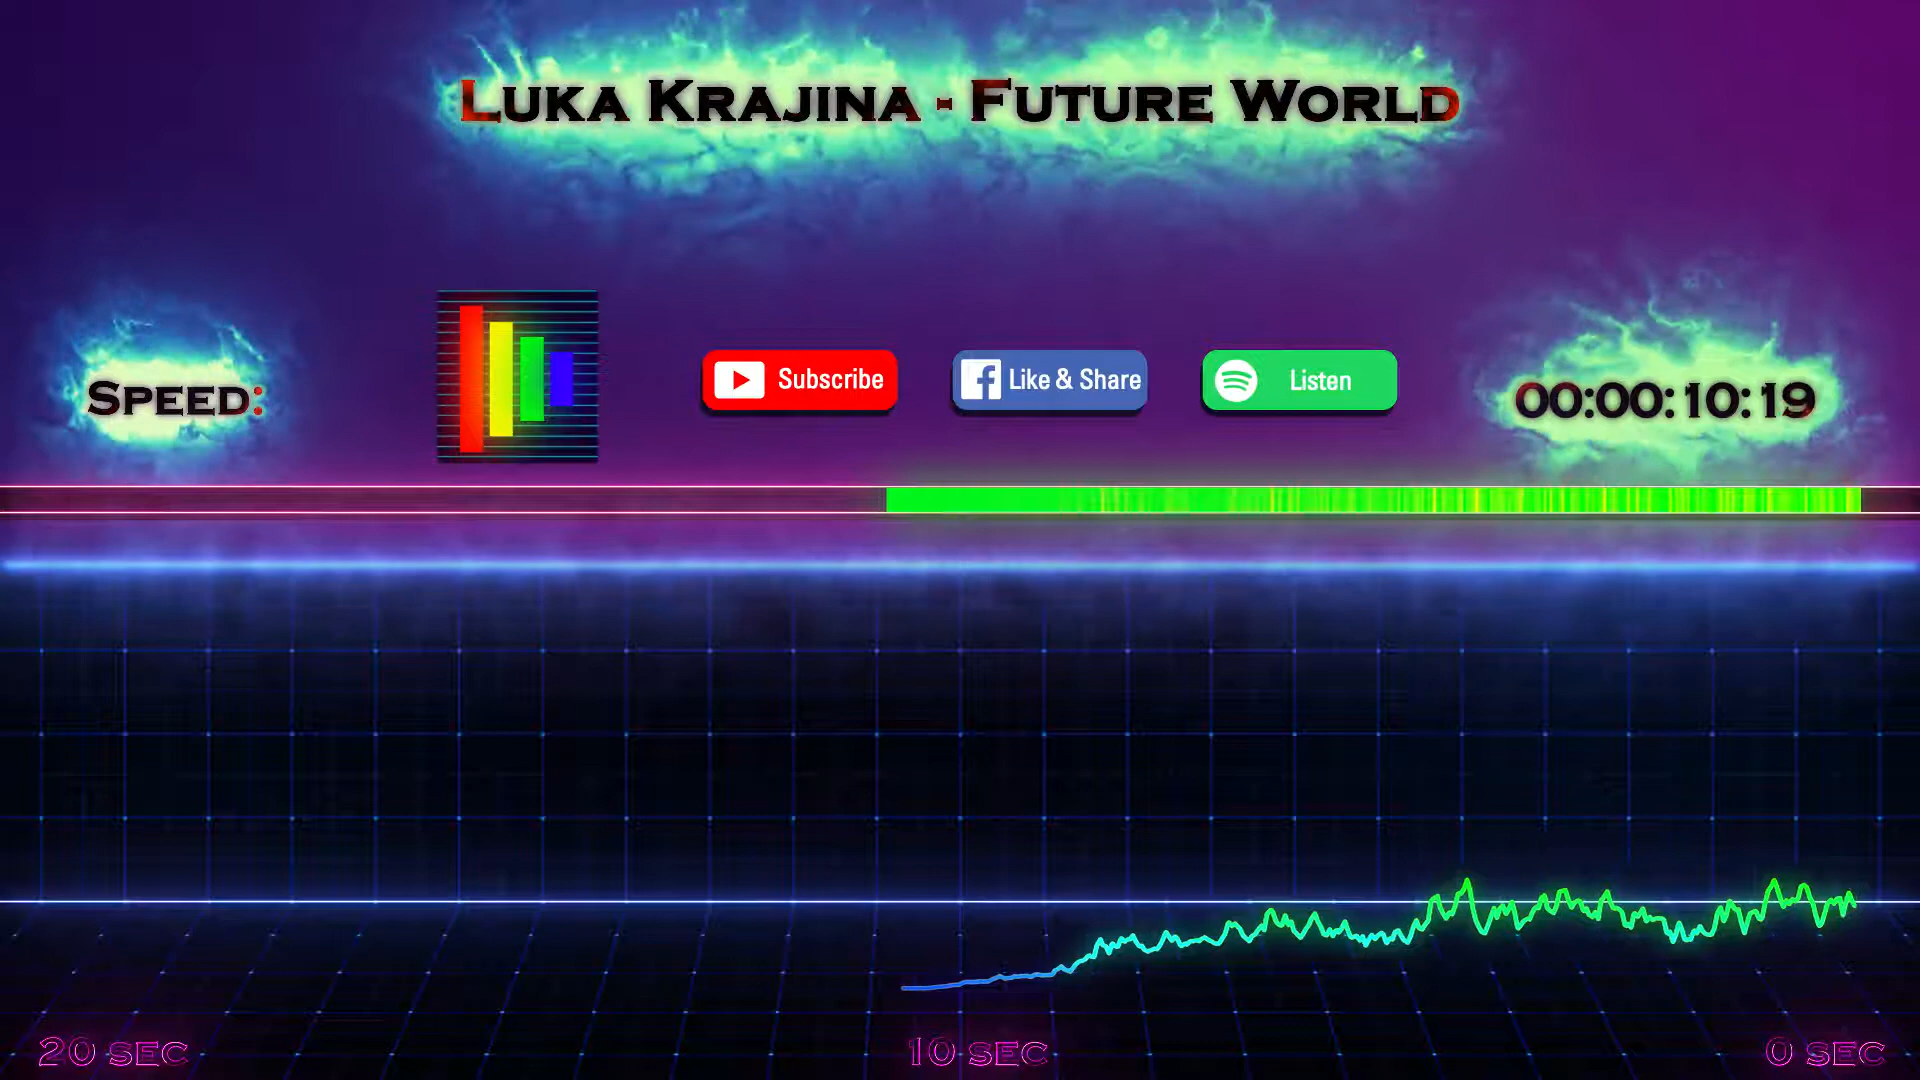 Luka Krajina - Future World
Speed:
Subscribe
Like & Share
Listen
00:00:10:19
20 sec
10 sec
0 sec